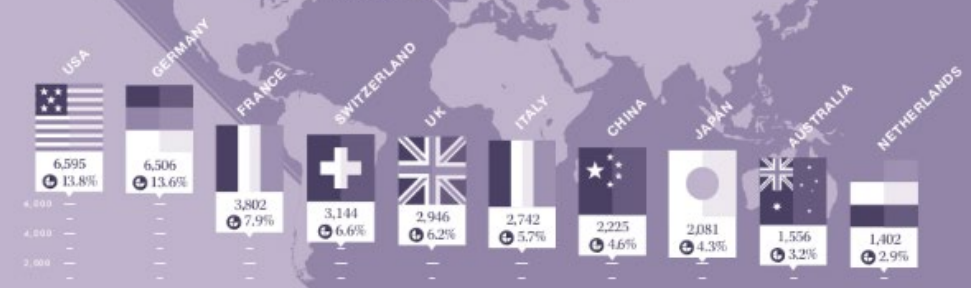 USA
6,595
13.8%
GERMANY
6,506
13.6%
FRANCE
3,802
7.9%
SWITZERLAND
3,144
6.6%
UK
2,946
6.2%
ITALY
2,742
5.7%
CHINA
2,225
4.6%
JAPAN
2,081
4.3%
AUSTRALIA
1,556
3.2%
NETHERLANDS
1,402
2.9%
6,000
4,000
2,000